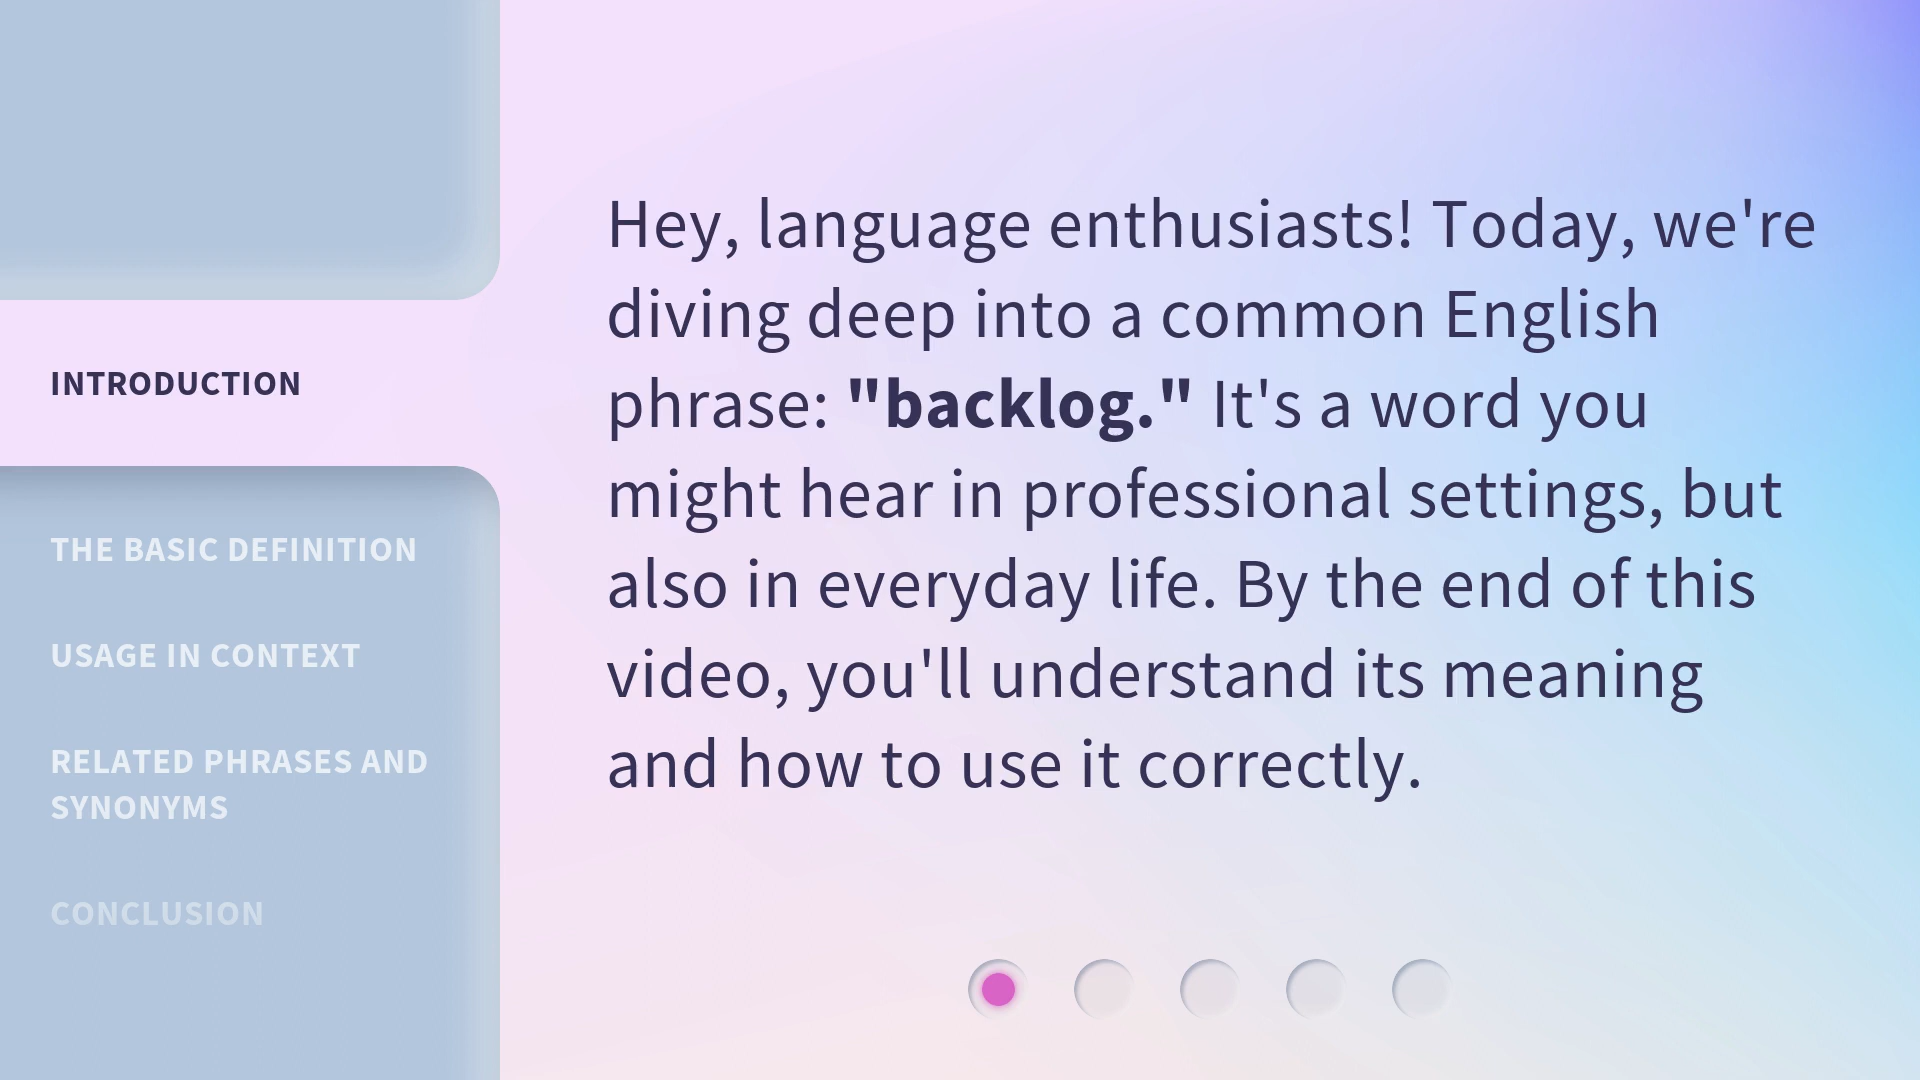 INTRODUCTION
THE BASIC DEFINITION
USAGE IN CONTEXT
RELATED PHRASES AND
SYNONYMS
CONCLUSION
Hey, language enthusiasts! Today, we're
diving deep into a common English
phrase: "backlog." It's a word you
might hear in professional settings, but
also in everyday life. By the end of this
video, you'll understand its meaning
and how to use it correctly.